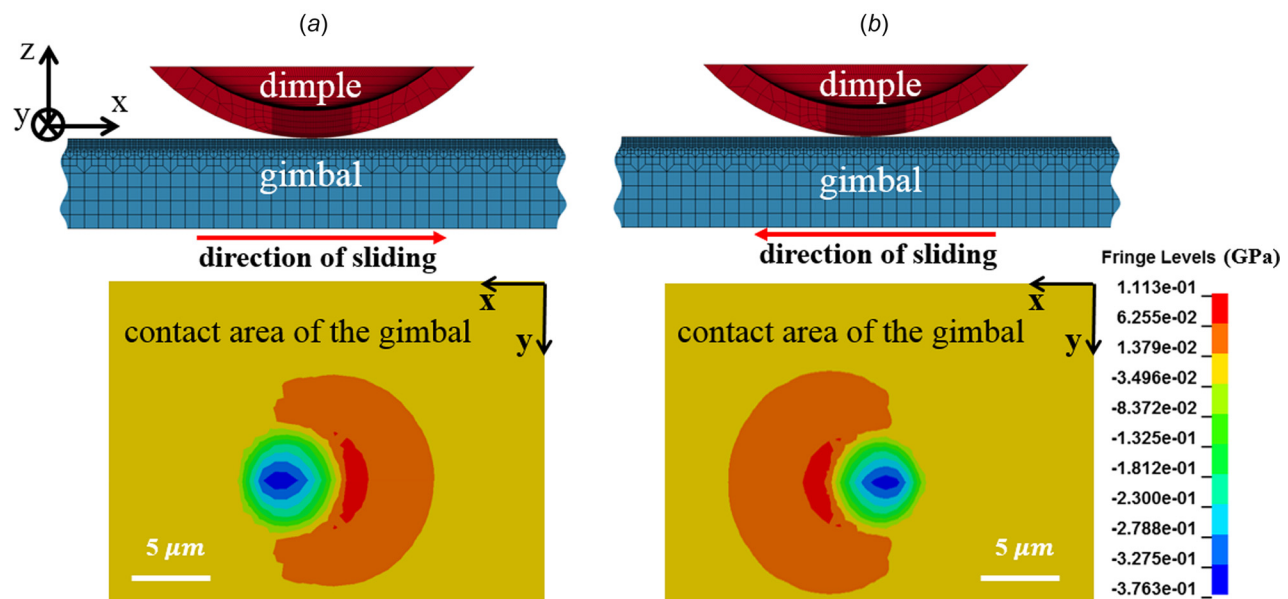 (a)
(b)
z
y
x
dimple
gimbal
direction of sliding
dimple
gimbal
direction of sliding
x
y
contact area of the gimbal
5 μm
x
y
contact area of the gimbal
5 μm
Fringe Levels (GPa)
1.113e-01
6.255e-02
1.379e-02
-3.496e-02
-8.372e-02
-1.325e-01
-1.812e-01
-2.300e-01
-2.788e-01
-3.275e-01
-3.763e-01